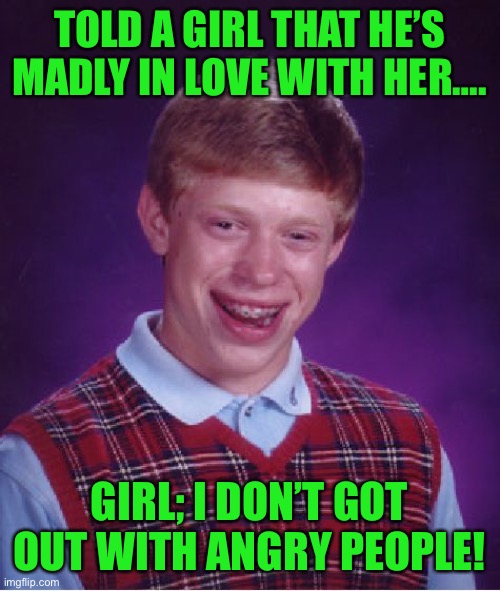 TOLD A GIRL THAT HE’S
MADLY IN LOVE WITH HER....
GIRL; I DON’T GOT
OUT WITH ANGRY PEOPLE!
imgflip.com